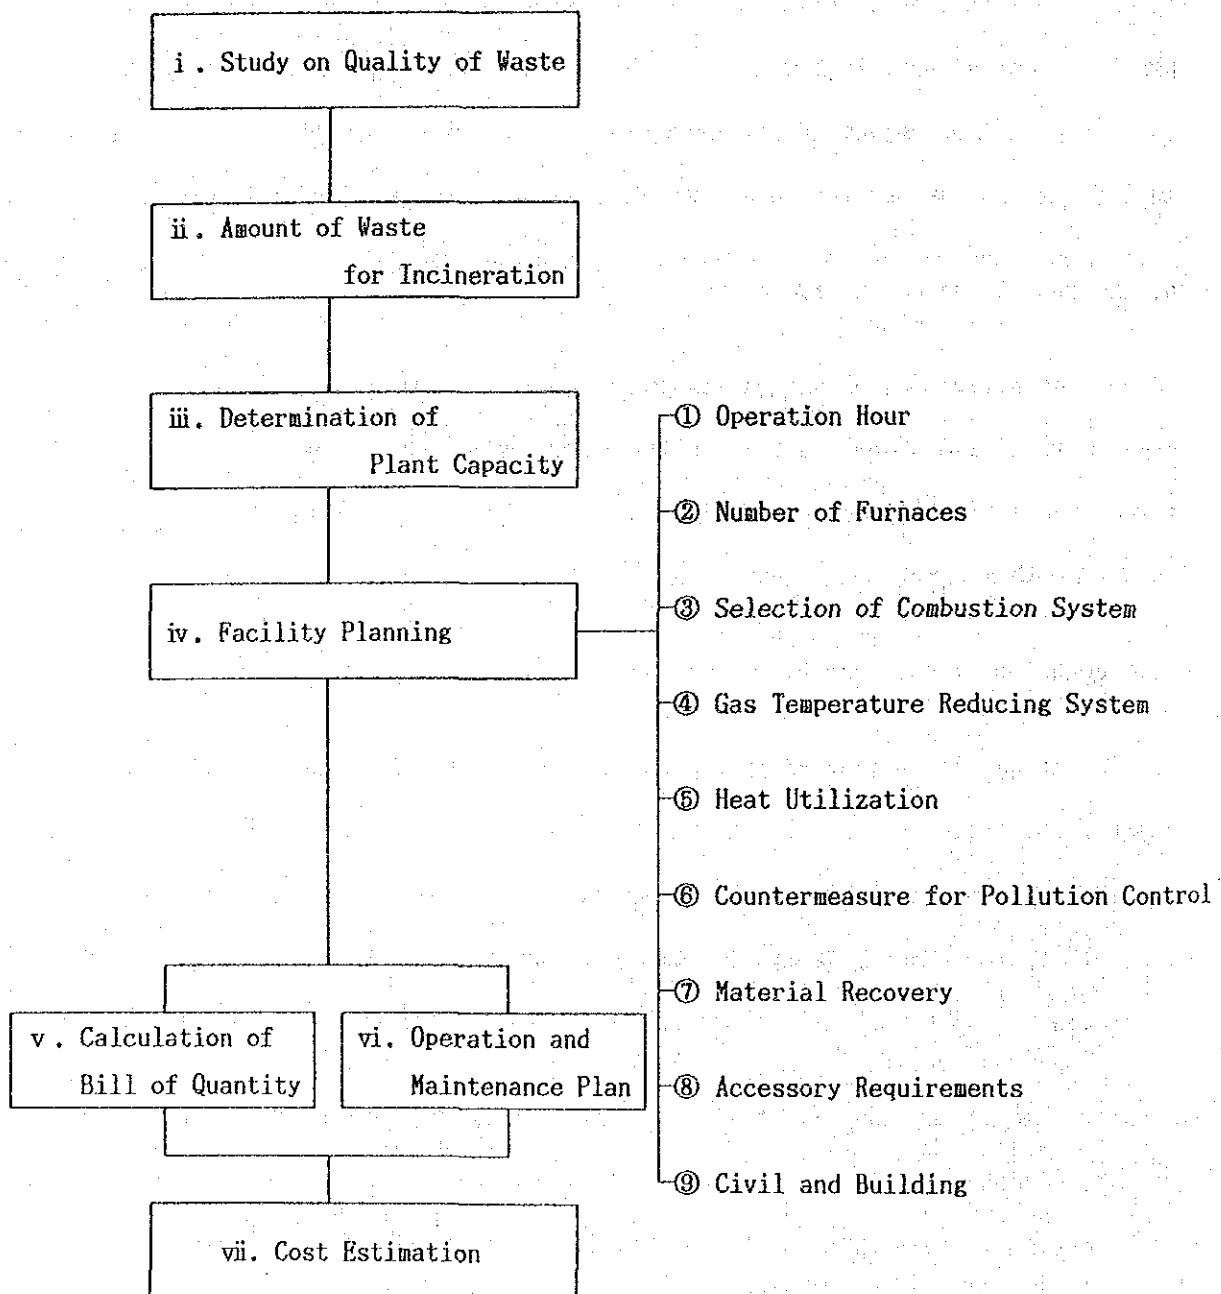 i. Study on Quality of Waste
ii. Amount of Waste
for Incineration
iii. Determination of
Plant Capacity
iv. Facility Planning
① Operation Hour
② Number of Furnaces
③ Selection of Combustion System
④ Gas Temperature Reducing System
⑤ Heat Utilization
⑥ Countermeasure for Pollution Control
⑦ Material Recovery
⑧ Accessory Requirements
⑨ Civil and Building
v. Calculation of
Bill of Quantity
vi. Operation and
Maintenance Plan
vii. Cost Estimation